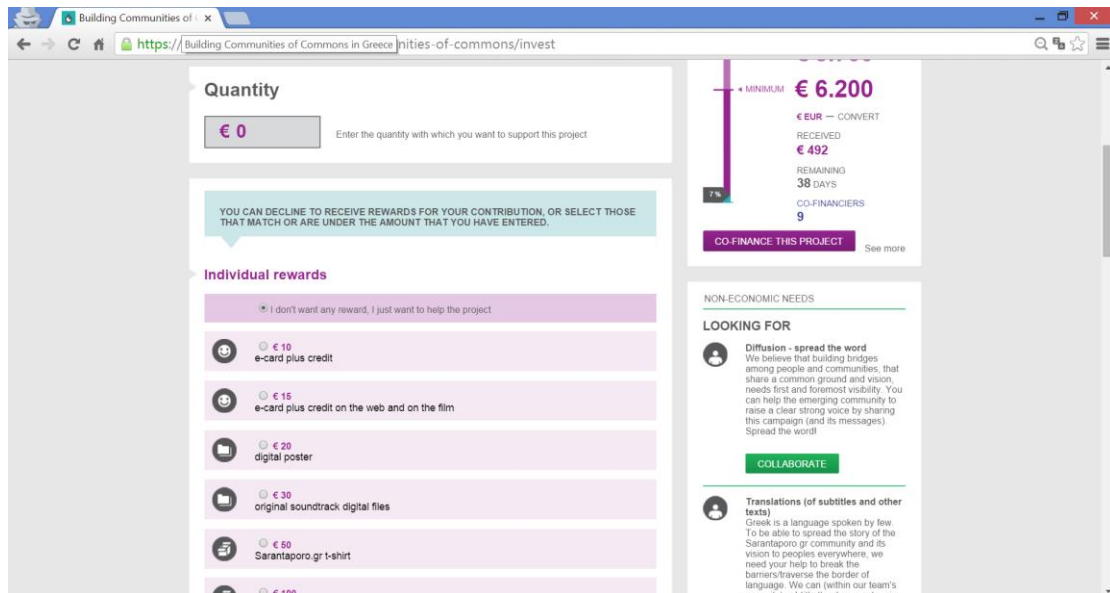 Building Communities of
https://
Building Communities of Commons in Greece
nities-of-commons/invest
Quantity
€ 0
Enter the quantity with which you want to support this project
YOU CAN DECLINE TO RECEIVE REWARDS FOR YOUR CONTRIBUTION, OR SELECT THOSE
THAT MATCH OR ARE UNDER THE AMOUNT THAT YOU HAVE ENTERED.
Individual rewards
I don't want any reward, I just want to help the project
€ 10
e-card plus credit
€ 15
e-card plus credit on the web and on the film
€ 20
digital poster
€ 30
original soundtrack digital files
€ 50
Sarantaporo.gr t-shirt
€ 100
MINIMUM
€ 6.200
€ EUR — CONVERT
RECEIVED
€ 492
REMAINING
38 DAYS
7 %
CO-FINANCIERS
9
CO-FINANCE THIS PROJECT
See more
NON-ECONOMIC NEEDS
LOOKING FOR
Diffusion - spread the word
We believe that building bridges
among people and communities, that
share a common ground and vision,
needs first and foremost visibility. You
can help the emerging community to
raise a clear strong voice by sharing
this campaign (and its messages).
Spread the word!
COLLABORATE
Translations (of subtitles and other
texts)
Greek is a language spoken by few.
To be able to spread the story of the
Sarantaporo.gr community and its
vision to peoples everywhere, we
need your help to break the
barriers/traverse the border of
language. We can (within our team's